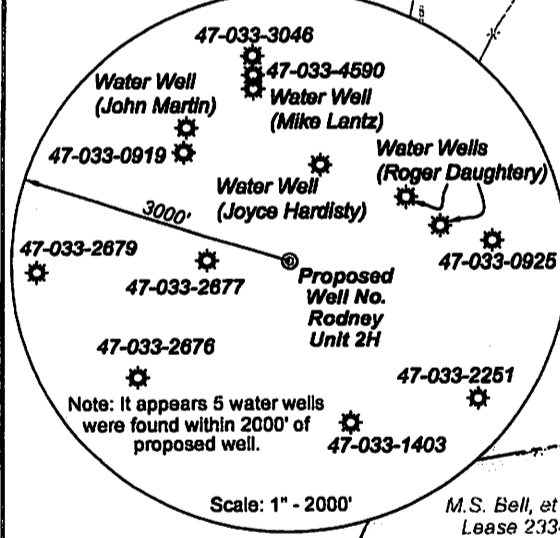 47-033-3046
47-033-4590
Water Well
(John Martin)
Water Well
(Mike Lantz)
47-033-0919
Water Wells
(Roger Daughtery)
Water Well
(Joyce Hardisty)
3000'
47-033-2679
47-033-2677
47-033-0925
Proposed
Well No.
Rodney
Unit 2H
47-033-2676
47-033-2251
Note: It appears 5 water wells
were found within 2000' of
proposed well.
47-033-1403
Scale: 1" - 2000'
M.S. Bell, et
Lease 233